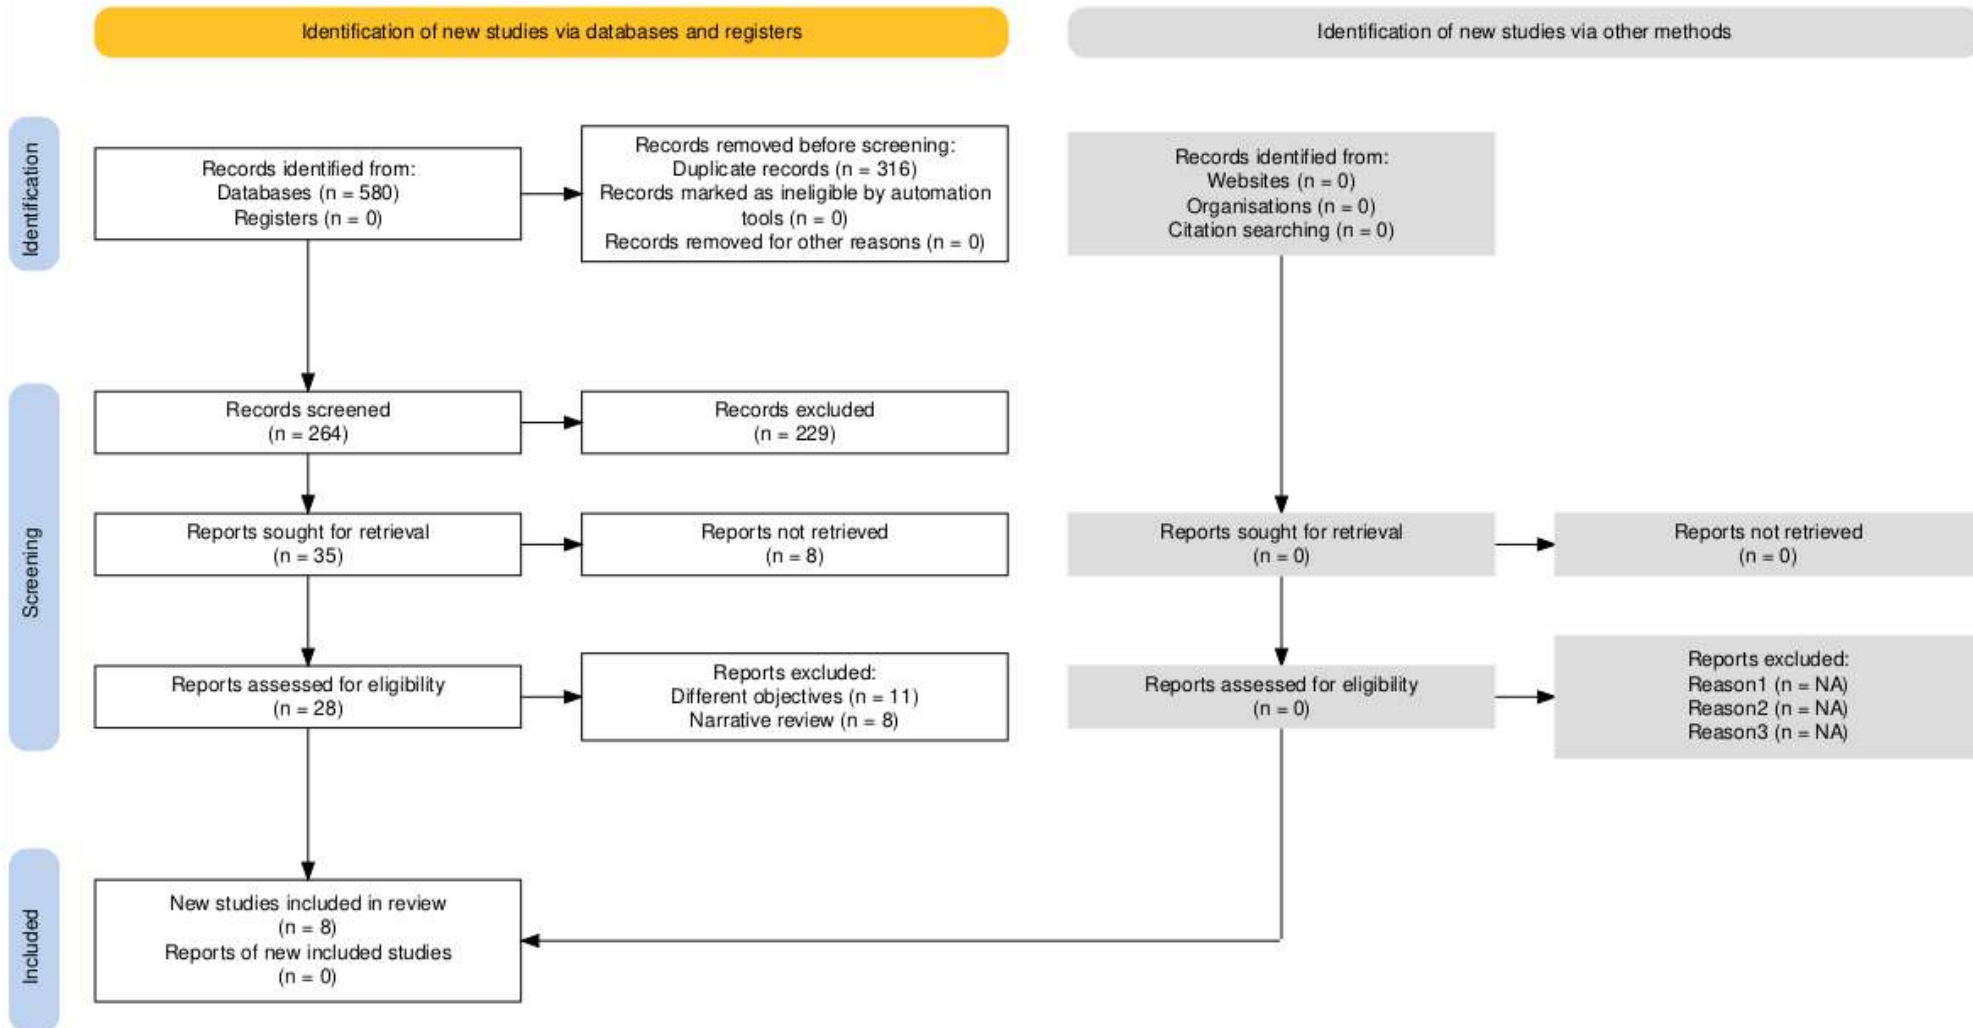 Identification of new studies via databases and registers
Identification of new studies via other methods
Identification
Records identified from:
Databases (n = 580)
Registers (n = 0)
Records removed before screening:
Duplicate records (n = 316)
Records marked as ineligible by automation
tools (n = 0)
Records removed for other reasons (n = 0)
Records identified from:
Websites (n = 0)
Organisations (n = 0)
Citation searching (n = 0)
Screening
Records screened
(n = 264)
Records excluded
(n = 229)
Reports sought for retrieval
(n = 35)
Reports not retrieved
(n = 8)
Reports sought for retrieval
(n = 0)
Reports not retrieved
(n = 0)
Reports assessed for eligibility
(n = 28)
Reports excluded:
Different objectives (n = 11)
Narrative review (n = 8)
Reports assessed for eligibility
(n = 0)
Reports excluded:
Reason1 (n = NA)
Reason2 (n = NA)
Reason3 (n = NA)
Included
New studies included in review
(n = 8)
Reports of new included studies
(n = 0)